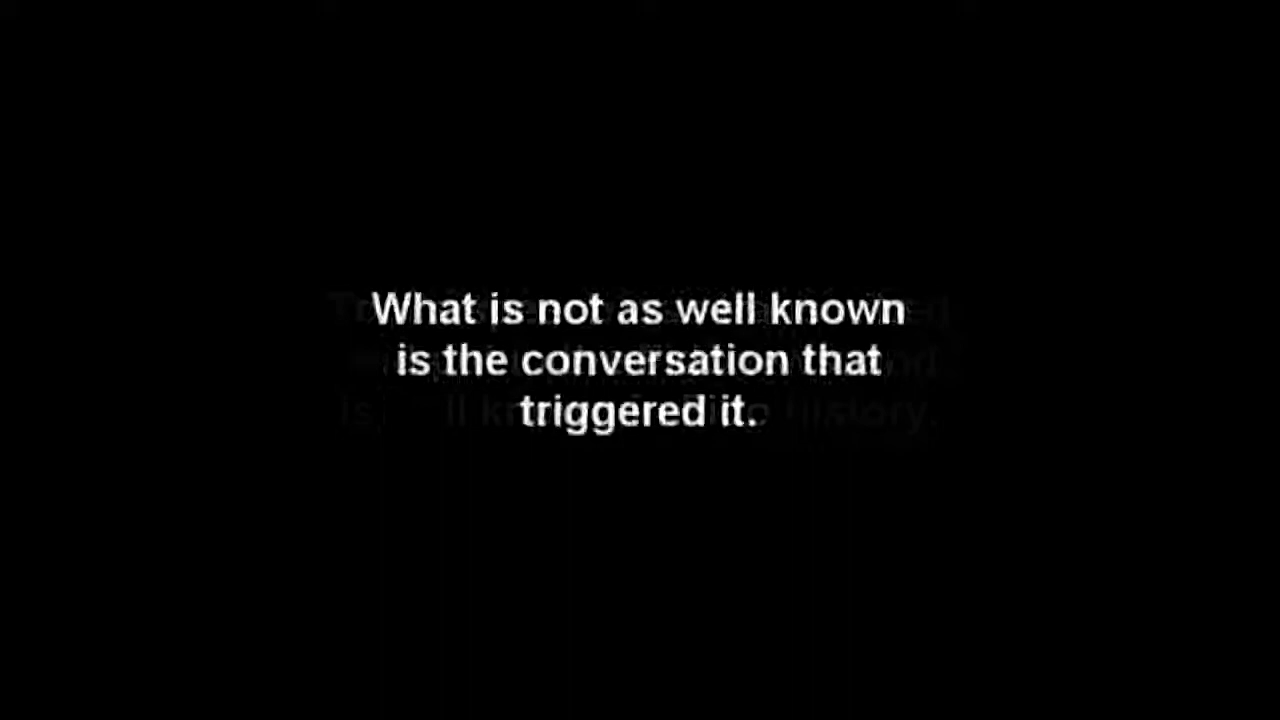 What is not as well known
is the conversation that
triggered it.